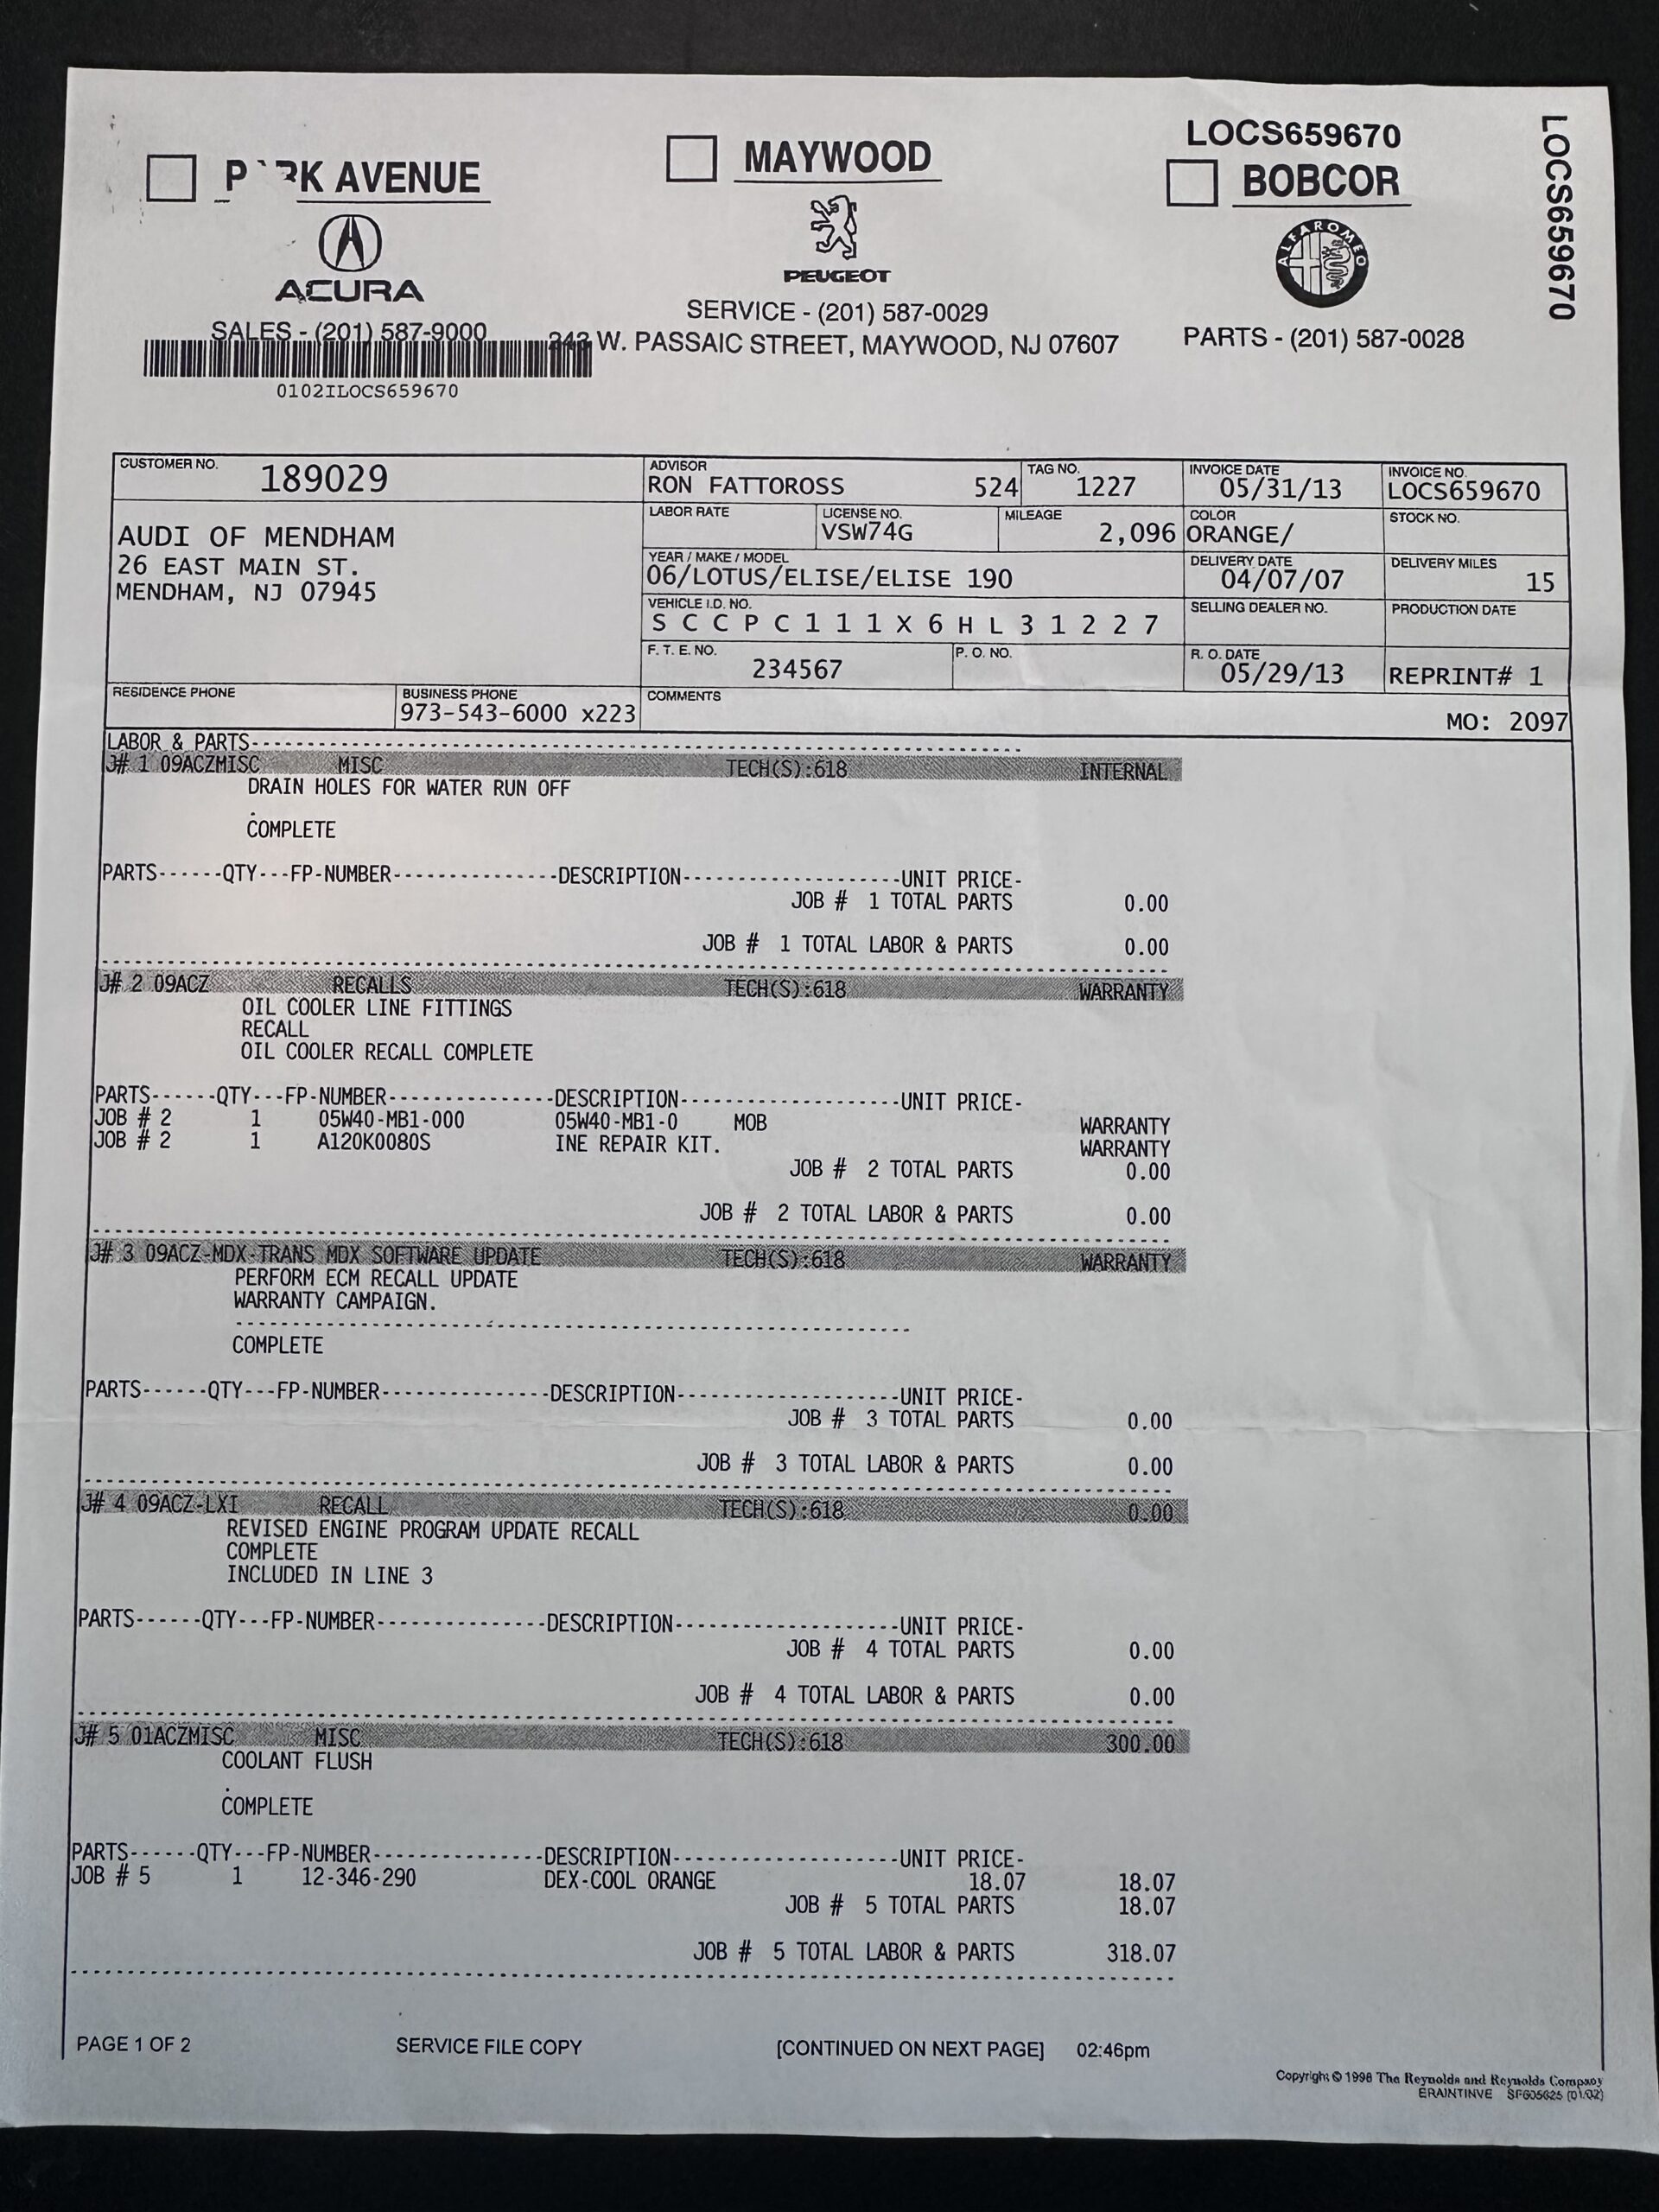 LOCS659670
LOCS659670
K AVENUE
MAYWOOD
BOBCOR
ACURA
PEUGEOT
ALFA ROMEO
SALES - (201) 587-9000
SERVICE - (201) 587-0029
W. PASSAIC STREET, MAYWOOD, NJ 07607
PARTS - (201) 587-0028
0102ILOCS659670
CUSTOMER NO. 189029
ADVISOR RON FATTOROSS 524
TAG NO. 1227
INVOICE DATE 05/31/13
INVOICE NO. LOCS659670
AUDI OF MENDHAM
26 EAST MAIN ST.
MENDHAM, NJ 07945
LABOR RATE
LICENSE NO. VSW74G
MILEAGE 2,096
COLOR ORANGE/
STOCK NO.
YEAR / MAKE / MODEL 06/LOTUS/ELISE/ELISE 190
DELIVERY DATE 04/07/07
DELIVERY MILES 15
VEHICLE I.D. NO. S C C P C 1 1 1 X 6 H L 3 1 2 2 7
SELLING DEALER NO.
PRODUCTION DATE
F. T. E. NO. 234567
P. O. NO.
R. O. DATE 05/29/13
REPRINT# 1
RESIDENCE PHONE
BUSINESS PHONE 973-543-6000 x223
COMMENTS
MO: 2097
LABOR & PARTS
J# 1 09ACZMISC MISC TECH(S):618 INTERNAL
DRAIN HOLES FOR WATER RUN OFF
.
COMPLETE
PARTS------QTY---FP-NUMBER---------------DESCRIPTION--------------------UNIT PRICE-
JOB # 1 TOTAL PARTS 0.00
JOB # 1 TOTAL LABOR & PARTS 0.00
J# 2 09ACZ RECALLS TECH(S):618 WARRANTY
OIL COOLER LINE FITTINGS
RECALL
OIL COOLER RECALL COMPLETE
PARTS------QTY---FP-NUMBER---------------DESCRIPTION--------------------UNIT PRICE-
JOB # 2 1 05W40-MB1-000 05W40-MB1-0 MOB WARRANTY
JOB # 2 1 A120K0080S INE REPAIR KIT. WARRANTY
JOB # 2 TOTAL PARTS 0.00
JOB # 2 TOTAL LABOR & PARTS 0.00
J# 3 09ACZ-MDX-TRANS MDX SOFTWARE UPDATE TECH(S):618 WARRANTY
PERFORM ECM RECALL UPDATE
WARRANTY CAMPAIGN.
COMPLETE
PARTS------QTY---FP-NUMBER---------------DESCRIPTION--------------------UNIT PRICE-
JOB # 3 TOTAL PARTS 0.00
JOB # 3 TOTAL LABOR & PARTS 0.00
J# 4 09ACZ-LXI RECALL TECH(S):618 0.00
REVISED ENGINE PROGRAM UPDATE RECALL
COMPLETE
INCLUDED IN LINE 3
PARTS------QTY---FP-NUMBER---------------DESCRIPTION--------------------UNIT PRICE-
JOB # 4 TOTAL PARTS 0.00
JOB # 4 TOTAL LABOR & PARTS 0.00
J# 5 01ACZMISC MISC TECH(S):618 300.00
COOLANT FLUSH
.
COMPLETE
PARTS------QTY---FP-NUMBER---------------DESCRIPTION--------------------UNIT PRICE-
JOB # 5 1 12-346-290 DEX-COOL ORANGE 18.07 18.07
JOB # 5 TOTAL PARTS 18.07
JOB # 5 TOTAL LABOR & PARTS 318.07
PAGE 1 OF 2 SERVICE FILE COPY [CONTINUED ON NEXT PAGE] 02:46pm
Copyright © 1998 The Reynolds and Reynolds Company
ERAINTINVE SF605625 (01/02)